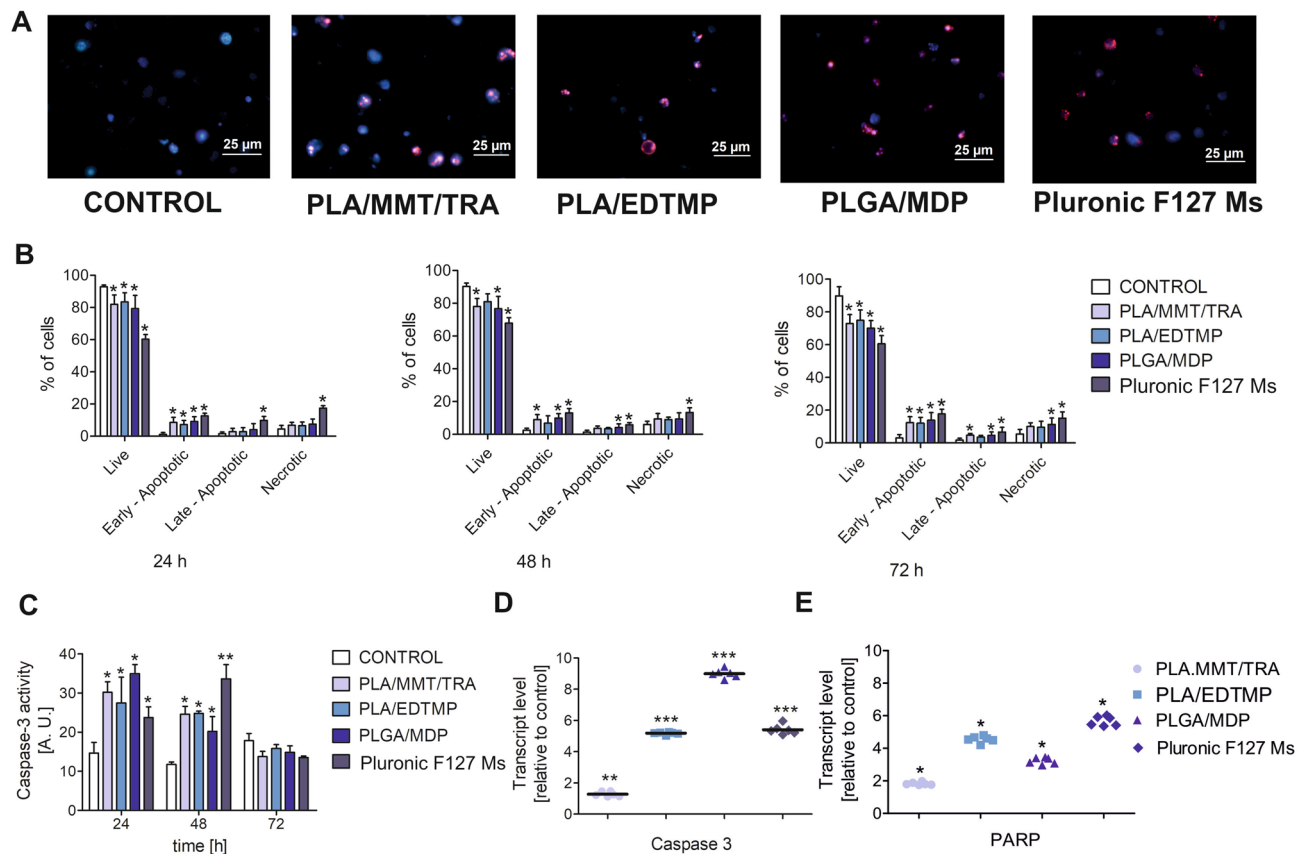 A
25 µm
25 µm
25 µm
25 µm
25 µm
CONTROL
PLA/MMT/TRA
PLA/EDTMP
PLGA/MDP
Pluronic F127 Ms
B
% of cells
100
80
60
40
20
0
* * * *
* * * *
*
*
Live
Early - Apoptotic
Late - Apoptotic
Necrotic
24 h
% of cells
100
80
60
40
20
0
* * *
* * *
* *
*
Live
Early - Apoptotic
Late - Apoptotic
Necrotic
48 h
% of cells
100
80
60
40
20
0
* * * *
* * * *
* * *
* *
Live
Early - Apoptotic
Late - Apoptotic
Necrotic
72 h
CONTROL
PLA/MMT/TRA
PLA/EDTMP
PLGA/MDP
Pluronic F127 Ms
C
Caspase-3 activity
[A. U.]
40
30
20
10
0
* * * *
* * * **
24
48
72
time [h]
CONTROL
PLA/MMT/TRA
PLA/EDTMP
PLGA/MDP
Pluronic F127 Ms
D
Transcript level
[relative to control]
10
8
6
4
2
0
**
***
***
***
Caspase 3
E
Transcript level
[relative to control]
10
8
6
4
2
0
*
*
*
*
PARP
PLA.MMT/TRA
PLA/EDTMP
PLGA/MDP
Pluronic F127 Ms